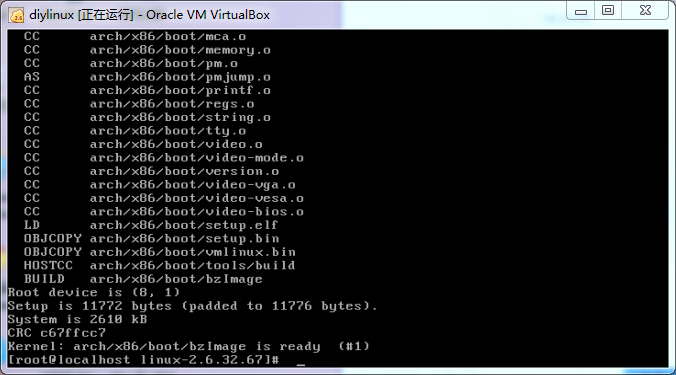 diylinux [正在运行] - Oracle VM VirtualBox
CC arch/x86/boot/mca.o
CC arch/x86/boot/memory.o
CC arch/x86/boot/pm.o
AS arch/x86/boot/pmjump.o
CC arch/x86/boot/printf.o
CC arch/x86/boot/regs.o
CC arch/x86/boot/string.o
CC arch/x86/boot/tty.o
CC arch/x86/boot/video.o
CC arch/x86/boot/video-mode.o
CC arch/x86/boot/version.o
CC arch/x86/boot/video-vga.o
CC arch/x86/boot/video-vesa.o
CC arch/x86/boot/video-bios.o
LD arch/x86/boot/setup.elf
OBJCOPY arch/x86/boot/setup.bin
OBJCOPY arch/x86/boot/vmlinux.bin
HOSTCC arch/x86/boot/tools/build
BUILD arch/x86/boot/bzImage
Root device is (8, 1)
Setup is 11772 bytes (padded to 11776 bytes).
System is 2610 kB
CRC c67ffcc7
Kernel: arch/x86/boot/bzImage is ready (#1)
[root@localhost linux-2.6.32.67]# _